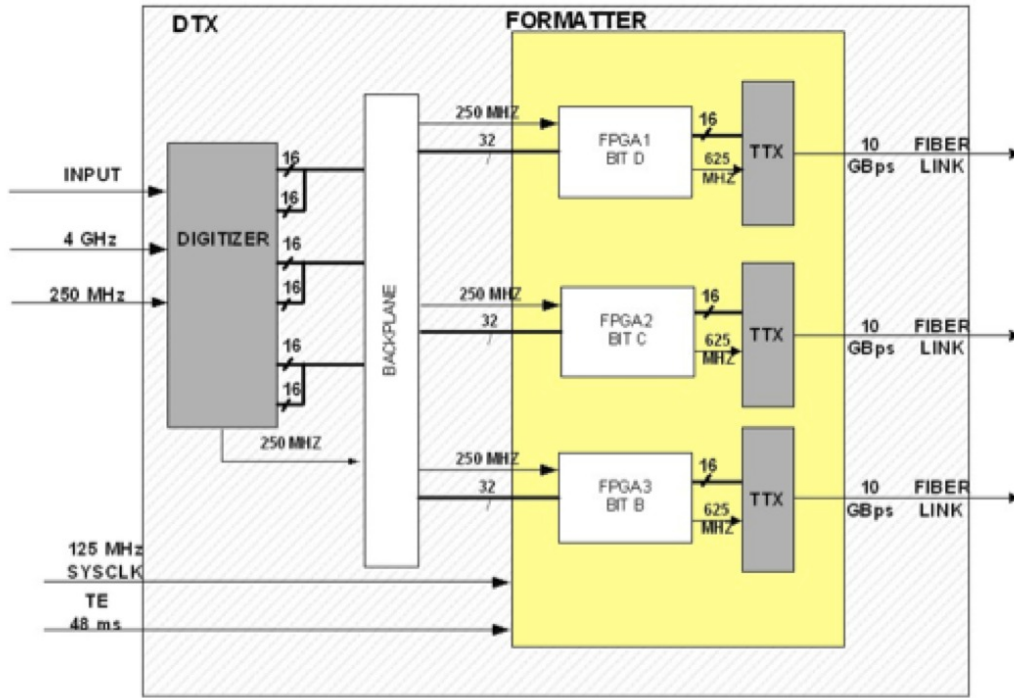 DTX
FORMATTER
INPUT
4 GHz
250 MHz
DIGITIZER
16
16
16
16
16
16
250 MHZ
BACKPLANE
250 MHZ
32
FPGA1
BIT D
16
625
MHZ
TTX
10
GBps
FIBER
LINK
250 MHZ
32
FPGA2
BIT C
16
625
MHZ
TTX
10
GBps
FIBER
LINK
250 MHZ
32
FPGA3
BIT B
16
625
MHZ
TTX
10
GBps
FIBER
LINK
125 MHz
SYSCLK
TE
48 ms